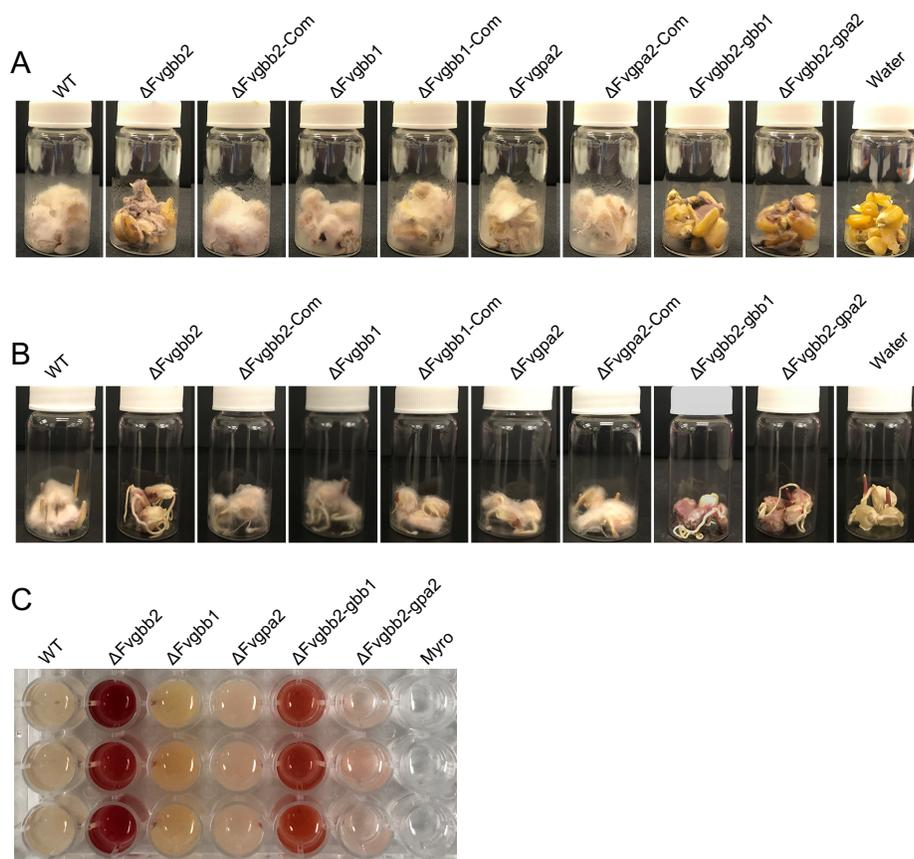 A
WT ΔFvgbb2 ΔFvgbb2-Com ΔFvgbb1 ΔFvgbb1-Com ΔFvgpa2 ΔFvgpa2-Com ΔFvgbb2-gbb1 ΔFvgbb2-gpa2 Water
B
WT ΔFvgbb2 ΔFvgbb2-Com ΔFvgbb1 ΔFvgbb1-Com ΔFvgpa2 ΔFvgpa2-Com ΔFvgbb2-gbb1 ΔFvgbb2-gpa2 Water
C
WT ΔFvgbb2 ΔFvgbb1 ΔFvgpa2 ΔFvgbb2-gbb1 ΔFvgbb2-gpa2 Myro